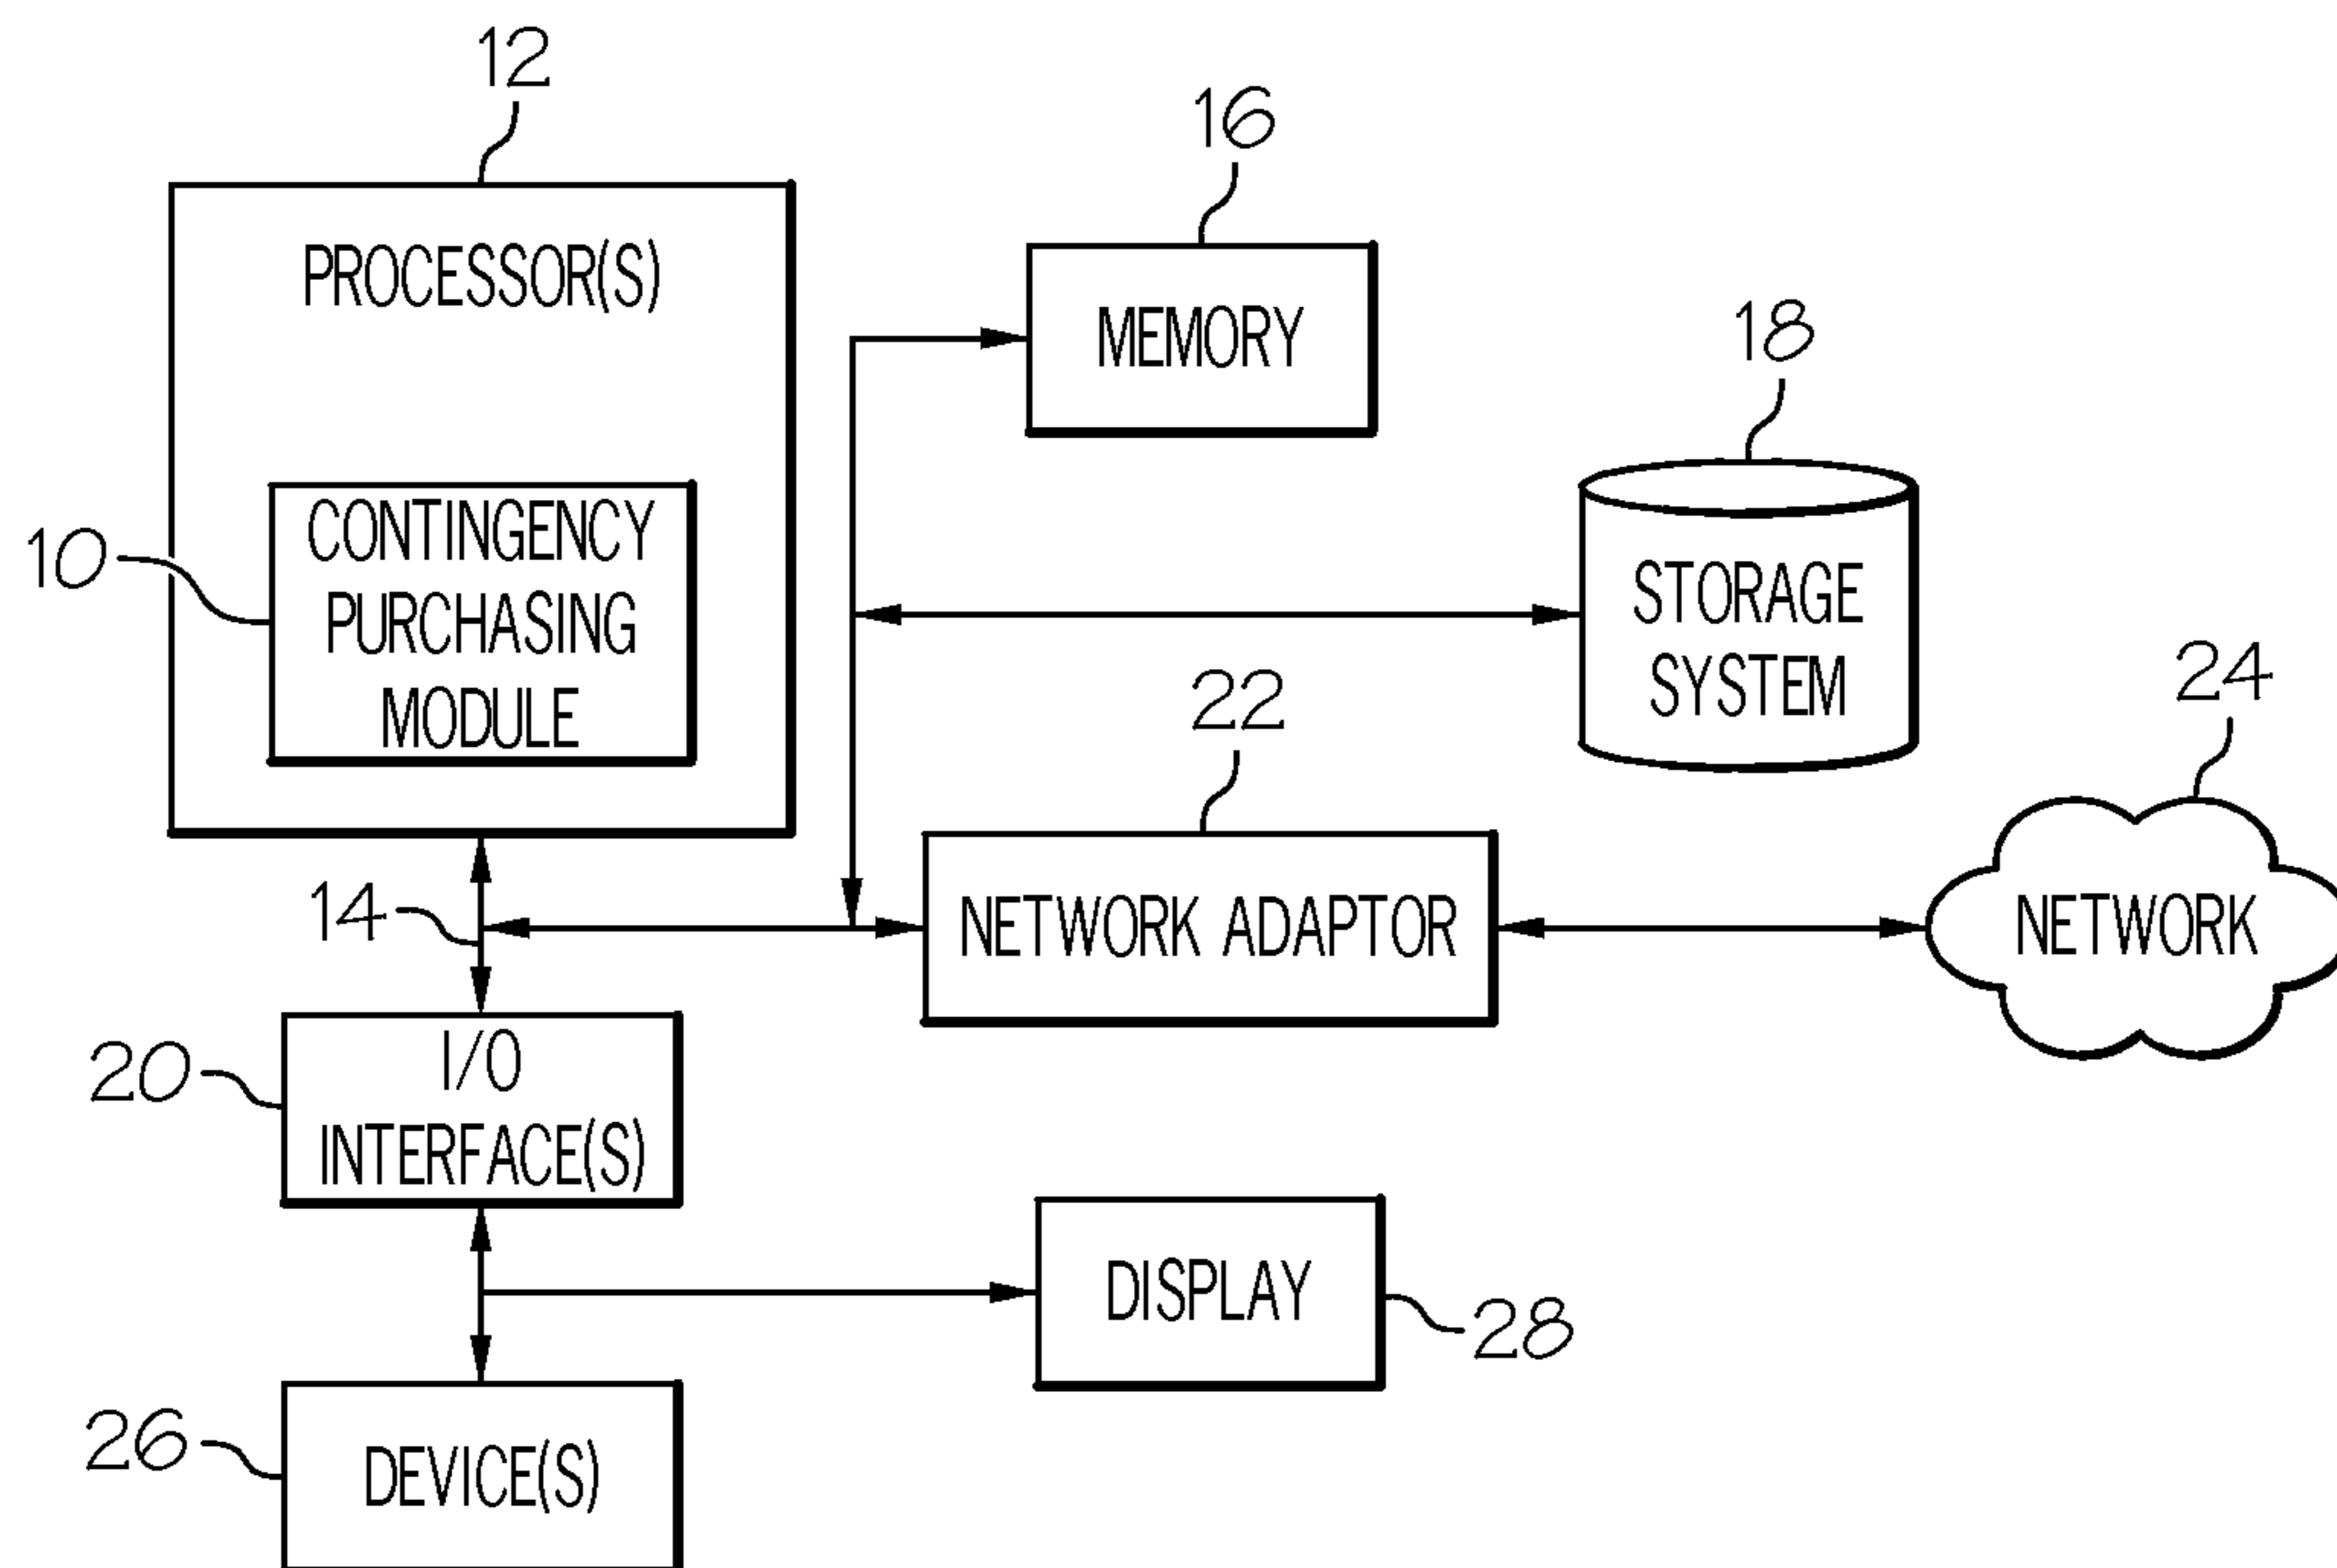 12
PROCESSOR(S)
16
MEMORY
18
STORAGE
SYSTEM
10
CONTINGENCY
PURCHASING
MODULE
22
NETWORK ADAPTOR
24
NETWORK
14
20
I/O
INTERFACE(S)
DISPLAY
28
26
DEVICE(S)